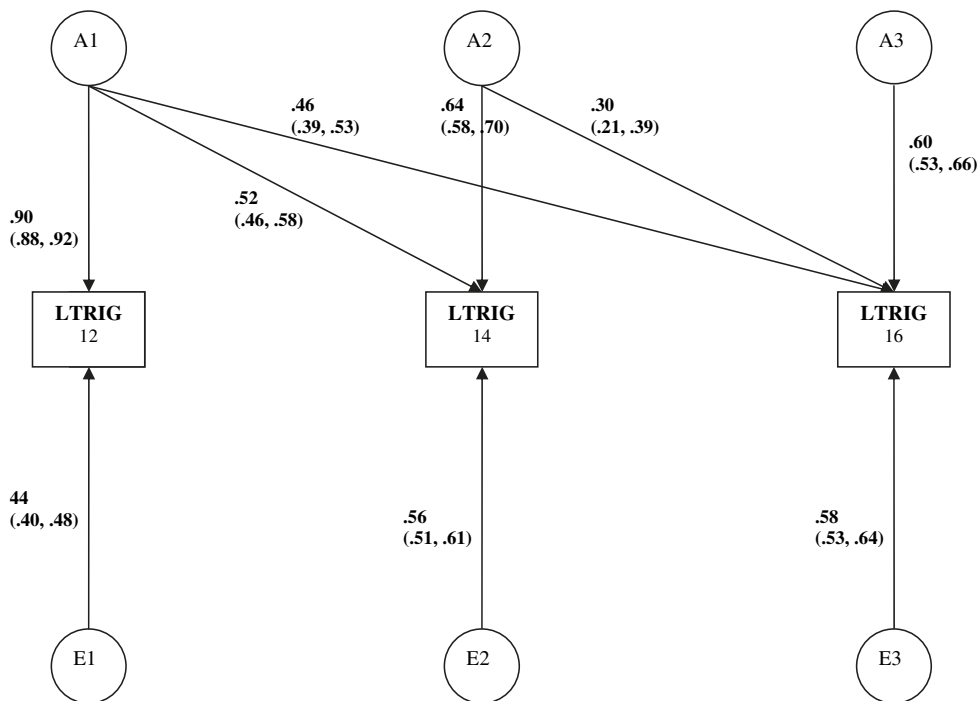 A1
A2
A3
.46
(.39, .53)
.64
(.58, .70)
.30
(.21, .39)
.60
(.53, .66)
.52
(.46, .58)
.90
(.88, .92)
LTRIG
12
LTRIG
14
LTRIG
16
44
(.40, .48)
.56
(.51, .61)
.58
(.53, .64)
E1
E2
E3